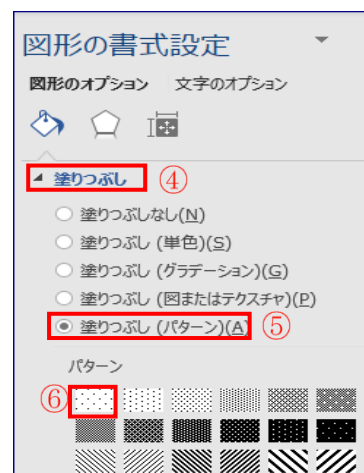 図形の書式設定
図形のオプション 文字のオプション
塗りつぶし ④
塗りつぶしなし(N)
塗りつぶし (単色)(S)
塗りつぶし (グラデーション)(G)
塗りつぶし (図またはテクスチャ)(P)
塗りつぶし (パターン)(A) ⑤
パターン
⑥